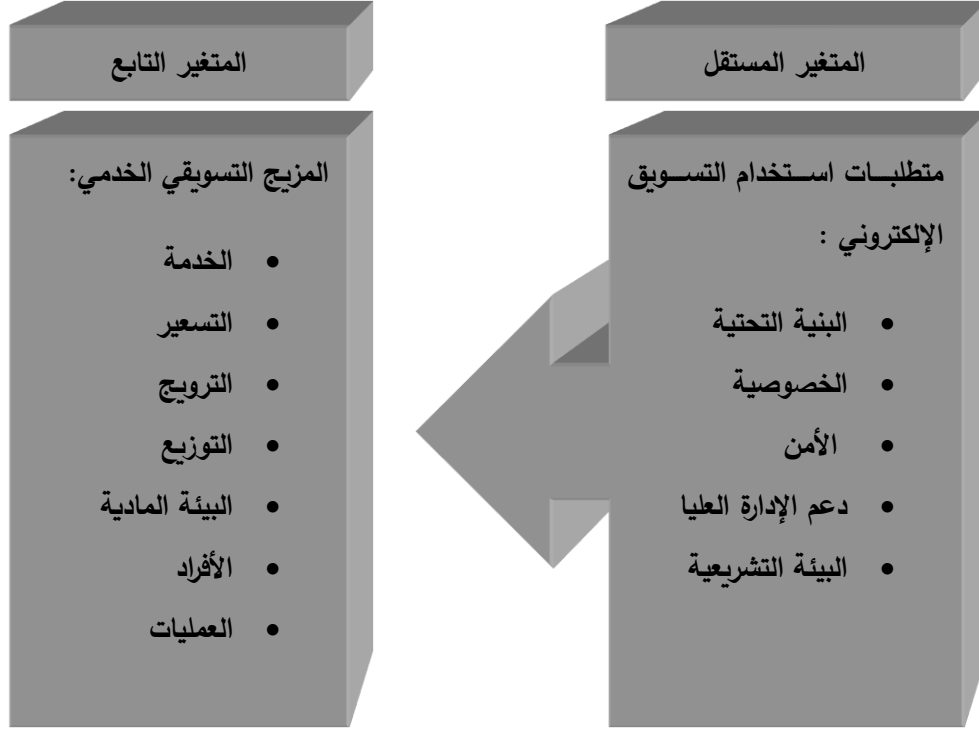 المتغير المستقل
متطلبات استخدام التسويق
الإلكتروني :
• البنية التحتية
• الخصوصية
• الأمن
• دعم الإدارة العليا
• البيئة التشريعية
المتغير التابع
المزيج التسويقي الخدمي:
• الخدمة
• التسعير
• الترويج
• التوزيع
• البيئة المادية
• الأفراد
• العمليات